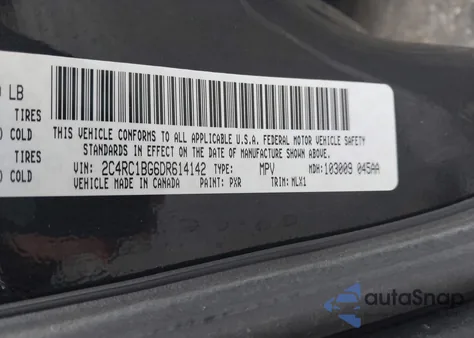 LB
TIRES
COLD
TIRES
COLD
THIS VEHICLE CONFORMS TO ALL APPLICABLE U.S.A. FEDERAL MOTOR VEHICLE SAFETY
STANDARDS IN EFFECT ON THE DATE OF MANUFACTURE SHOWN ABOVE.
VIN: 2C4RC1BG6DR614142 MPV MDH: 103009 045AA
VEHICLE MADE IN CANADA PAINT: PXR TRIM: MLX1
autoSnap